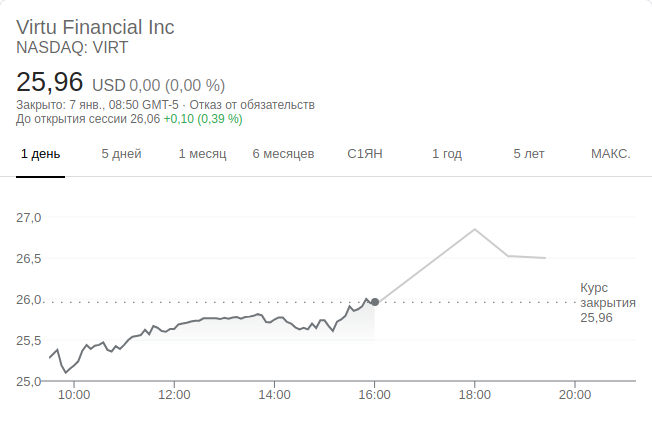 Virtu Financial Inc
NASDAQ: VIRT
25,96 USD 0,00 (0,00 %)
Закрыто: 7 янв., 08:50 GMT-5 · Отказ от обязательств
До открытия сессии 26,06 +0,10 (0,39 %)
1 день 5 дней 1 месяц 6 месяцев С1ЯН 1 год 5 лет МАКС.
27,0
26,5
26,0
25,5
25,0
Курс
закрытия
25,96
10:00 12:00 14:00 16:00 18:00 20:00